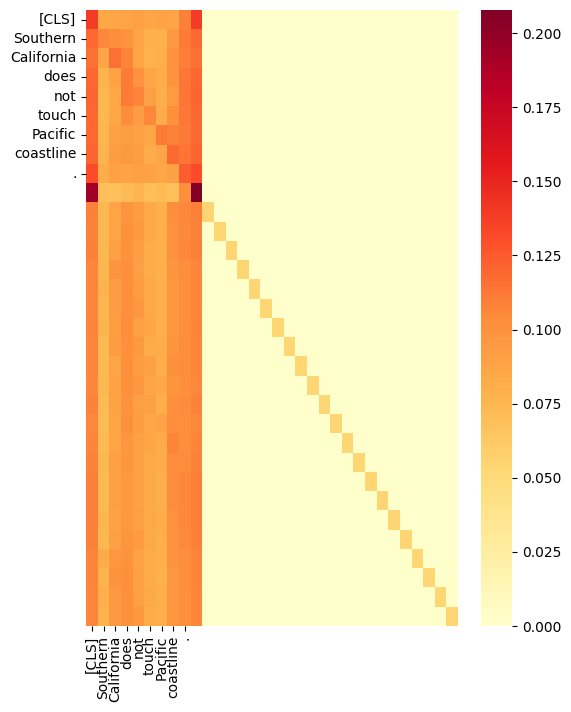 [CLS]
Southern
California
does
not
touch
Pacific
coastline
.
0.200
0.175
0.150
0.125
0.100
0.075
0.050
0.025
0.000
[CLS]
Southern
California
does
not
touch
Pacific
coastline
.